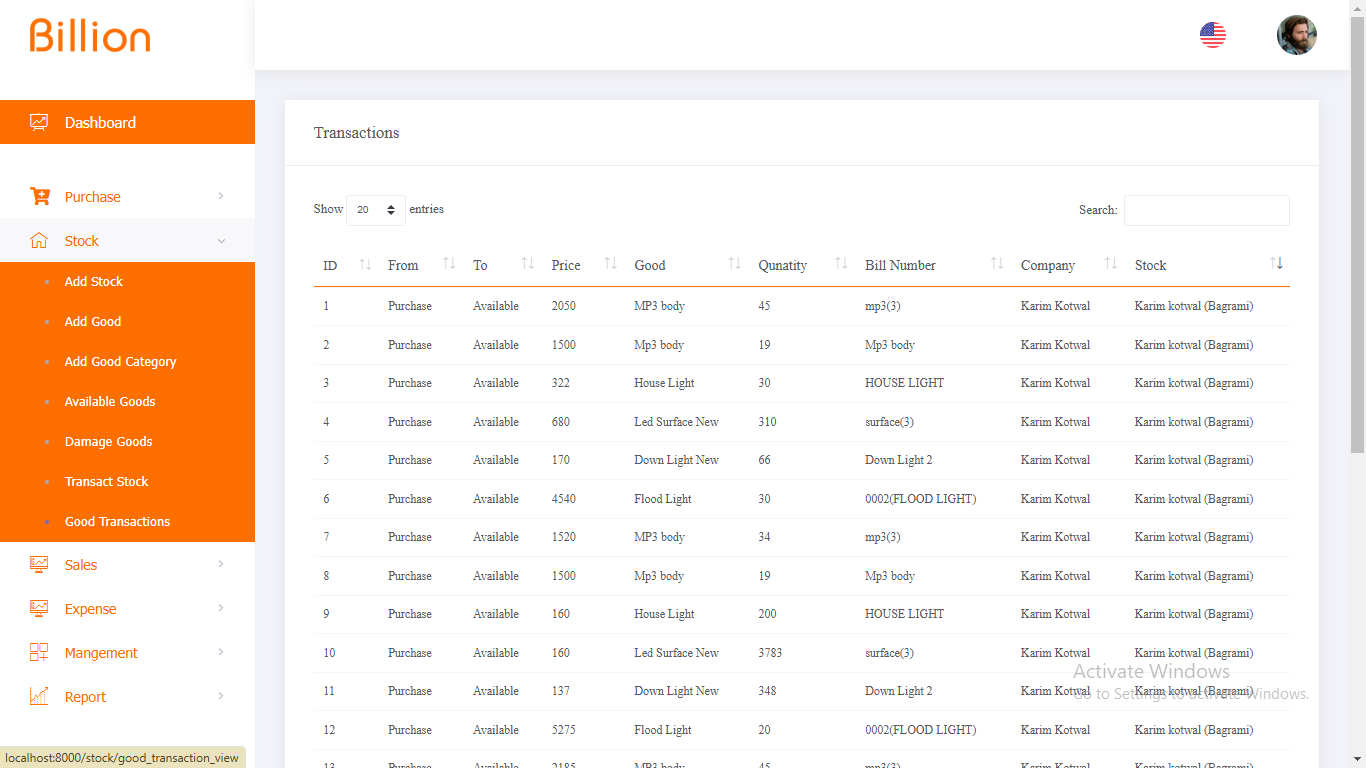 Billion
Dashboard
Purchase
Stock
Add Stock
Add Good
Add Good Category
Available Goods
Damage Goods
Transact Stock
Good Transactions
Sales
Expense
Mangement
Report
localhost:8000/stock/good_transaction_view
Transactions
Show 20 entries Search:
ID From To Price Good Qunatity Bill Number Company Stock
1 Purchase Available 2050 MP3 body 45 mp3(3) Karim Kotwal Karim kotwal (Bagrami)
2 Purchase Available 1500 Mp3 body 19 Mp3 body Karim Kotwal Karim kotwal (Bagrami)
3 Purchase Available 322 House Light 30 HOUSE LIGHT Karim Kotwal Karim kotwal (Bagrami)
4 Purchase Available 680 Led Surface New 310 surface(3) Karim Kotwal Karim kotwal (Bagrami)
5 Purchase Available 170 Down Light New 66 Down Light 2 Karim Kotwal Karim kotwal (Bagrami)
6 Purchase Available 4540 Flood Light 30 0002(FLOOD LIGHT) Karim Kotwal Karim kotwal (Bagrami)
7 Purchase Available 1520 MP3 body 34 mp3(3) Karim Kotwal Karim kotwal (Bagrami)
8 Purchase Available 1500 Mp3 body 19 Mp3 body Karim Kotwal Karim kotwal (Bagrami)
9 Purchase Available 160 House Light 200 HOUSE LIGHT Karim Kotwal Karim kotwal (Bagrami)
10 Purchase Available 160 Led Surface New 3783 surface(3) Karim Kotwal Karim kotwal (Bagrami)
11 Purchase Available 137 Down Light New 348 Down Light 2 Karim Kotwal Karim kotwal (Bagrami)
12 Purchase Available 5275 Flood Light 20 0002(FLOOD LIGHT) Karim Kotwal Karim kotwal (Bagrami)
13 Purchase Available 2185 MP3 body 45 mp3(3) Karim Kotwal Karim kotwal (Bagrami)
Activate Windows
Go to Settings to activate Windows.